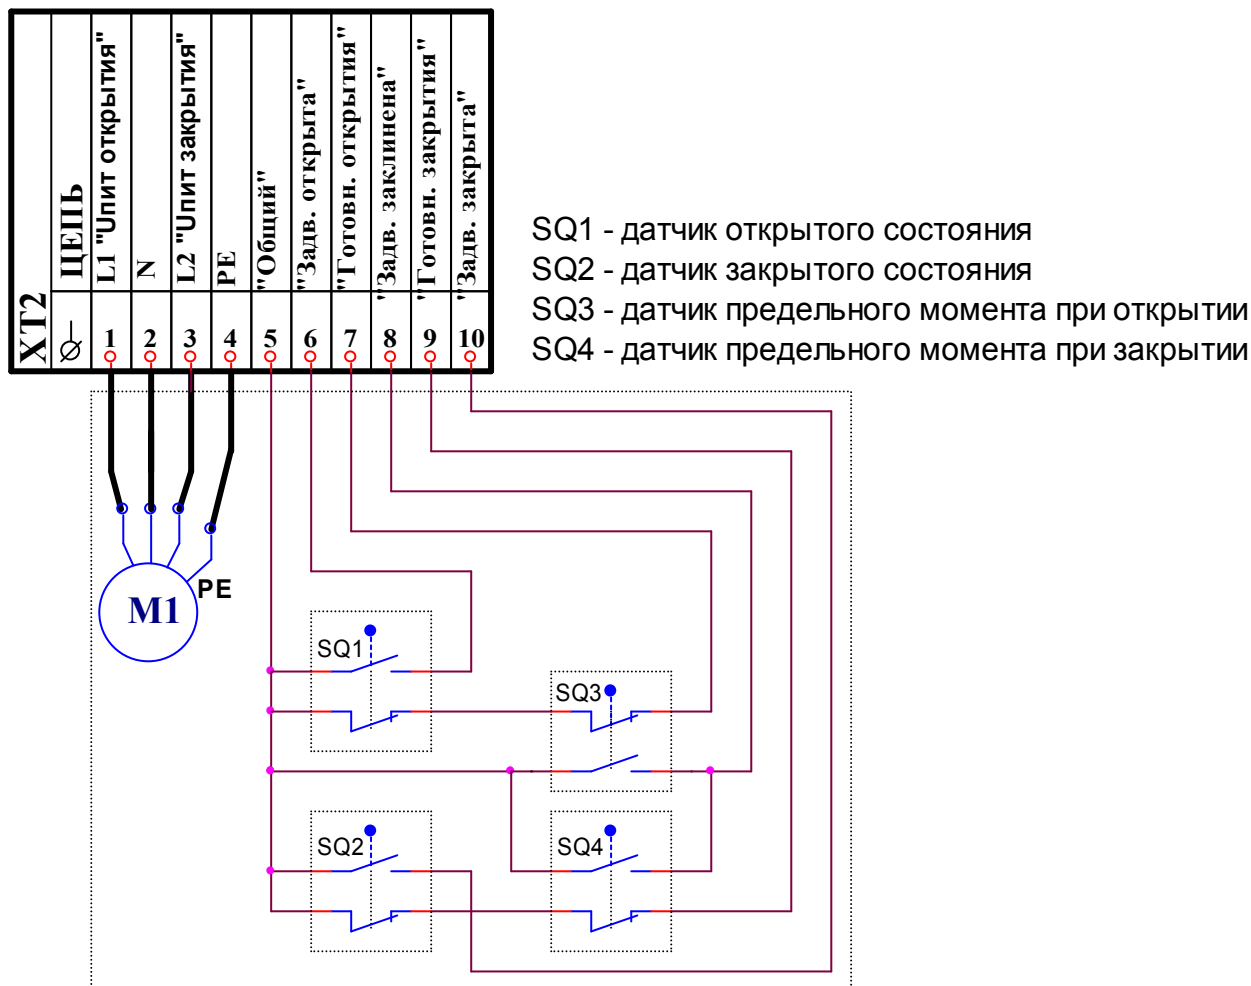 XT2
ЦЕПЬ
L1 "Uпит открытия"
N
L2 "Uпит закрытия"
PE
"Общий"
"Задв. открыта"
"Готовн. открытия"
"Задв. заклинена"
"Готовн. закрытия"
"Задв. закрыта"
1 2 3 4 5 6 7 8 9 10
SQ1 - датчик открытого состояния
SQ2 - датчик закрытого состояния
SQ3 - датчик предельного момента при открытии
SQ4 - датчик предельного момента при закрытии
PE
M1
SQ1
SQ3
SQ2
SQ4